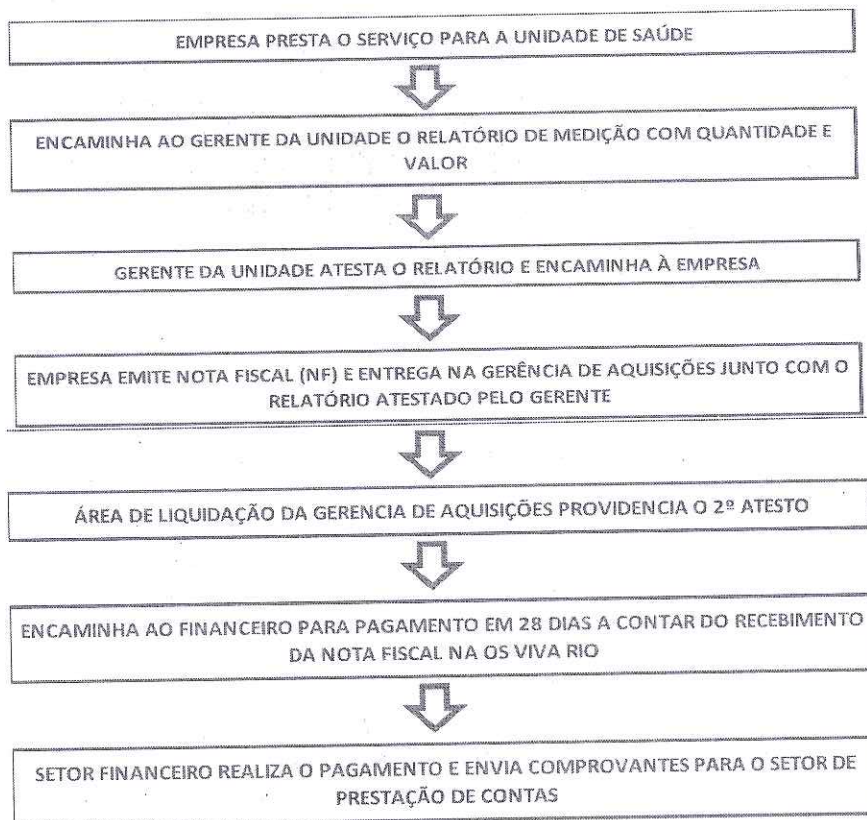 EMPRESA PRESTA O SERVIÇO PARA A UNIDADE DE SAÚDE
ENCAMINHA AO GERENTE DA UNIDADE O RELATÓRIO DE MEDIÇÃO COM QUANTIDADE E
VALOR
GERENTE DA UNIDADE ATESTA O RELATÓRIO E ENCAMINHA À EMPRESA
EMPRESA EMITE NOTA FISCAL (NF) E ENTREGA NA GERÊNCIA DE AQUISIÇÕES JUNTO COM O
RELATÓRIO ATESTADO PELO GERENTE
ÁREA DE LIQUIDAÇÃO DA GERENCIA DE AQUISIÇÕES PROVIDENCIA O 2º ATESTO
ENCAMINHA AO FINANCEIRO PARA PAGAMENTO EM 28 DIAS A CONTAR DO RECEBIMENTO
DA NOTA FISCAL NA OS VIVA RIO
SETOR FINANCEIRO REALIZA O PAGAMENTO E ENVIA COMPROVANTES PARA O SETOR DE
PRESTAÇÃO DE CONTAS